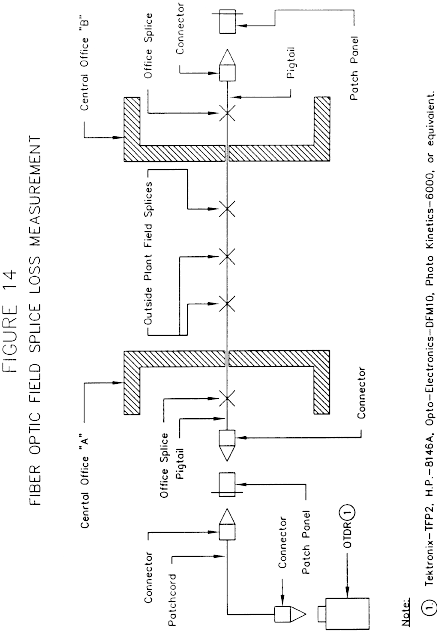 FIGURE 14
FIBER OPTIC FIELD SPLICE LOSS MEASUREMENT
Cenrtal Office "A"
Central Office "B"
Connector
Patchcord
Office Splice
Pigtail
Outside Plant Field Splices
Office Splice
Connector
Connector
Patch Panel
OTDR 1
Connector
Pigtail
Patch Panel
Note:
1 Tektronix-TFP2, H.P.-8146A, Opto-Electronics-DFM10, Photo Kinetics-6000, or equivalent.